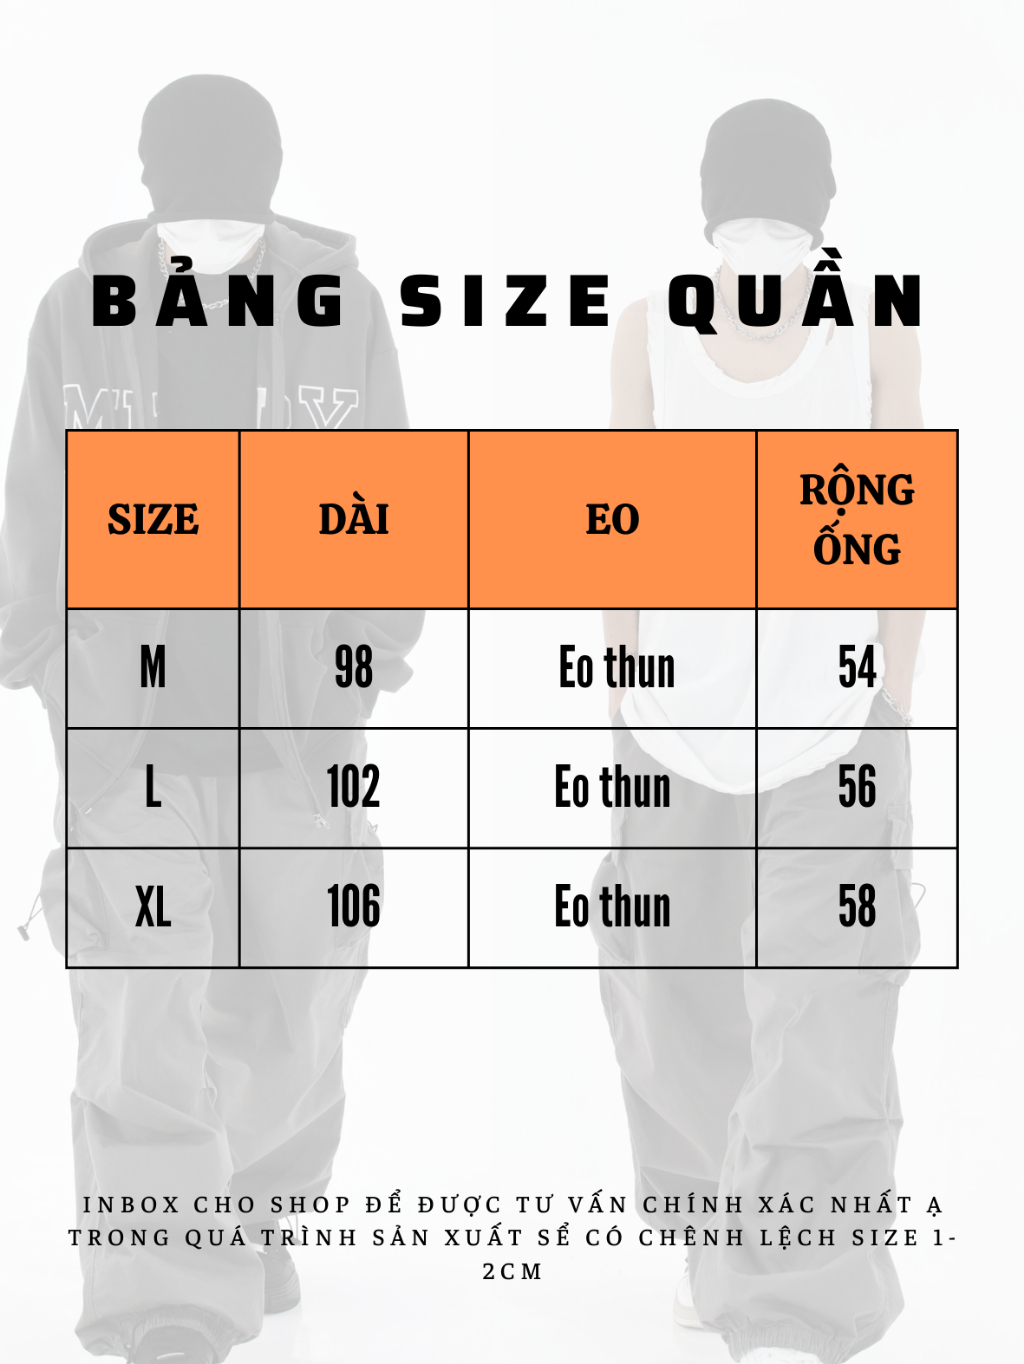 BẢNG SIZE QUẦN
SIZE DÀI EO RỘNG ỐNG
M 98 Eo thun 54
L 102 Eo thun 56
XL 106 Eo thun 58
INBOX CHO SHOP ĐỂ ĐƯỢC TƯ VẤN CHÍNH XÁC NHẤT Ạ
TRONG QUÁ TRÌNH SẢN XUẤT SỂ CÓ CHÊNH LỆCH SIZE 1-
2CM